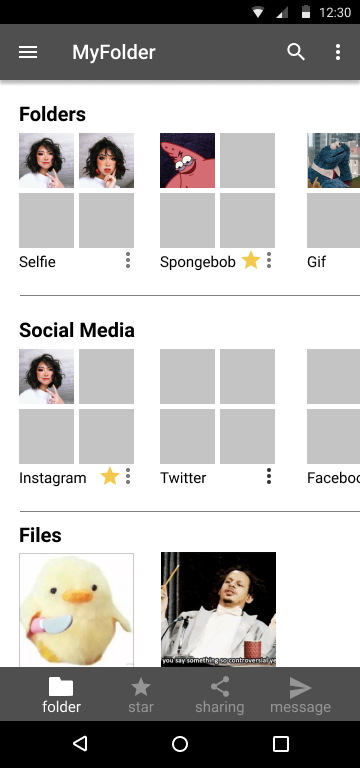 12:30
MyFolder
Folders
Selfie
Spongebob
Gif
Social Media
Instagram
Twitter
Faceboo
Files
you say something so controversial ye
folder
star
sharing
message